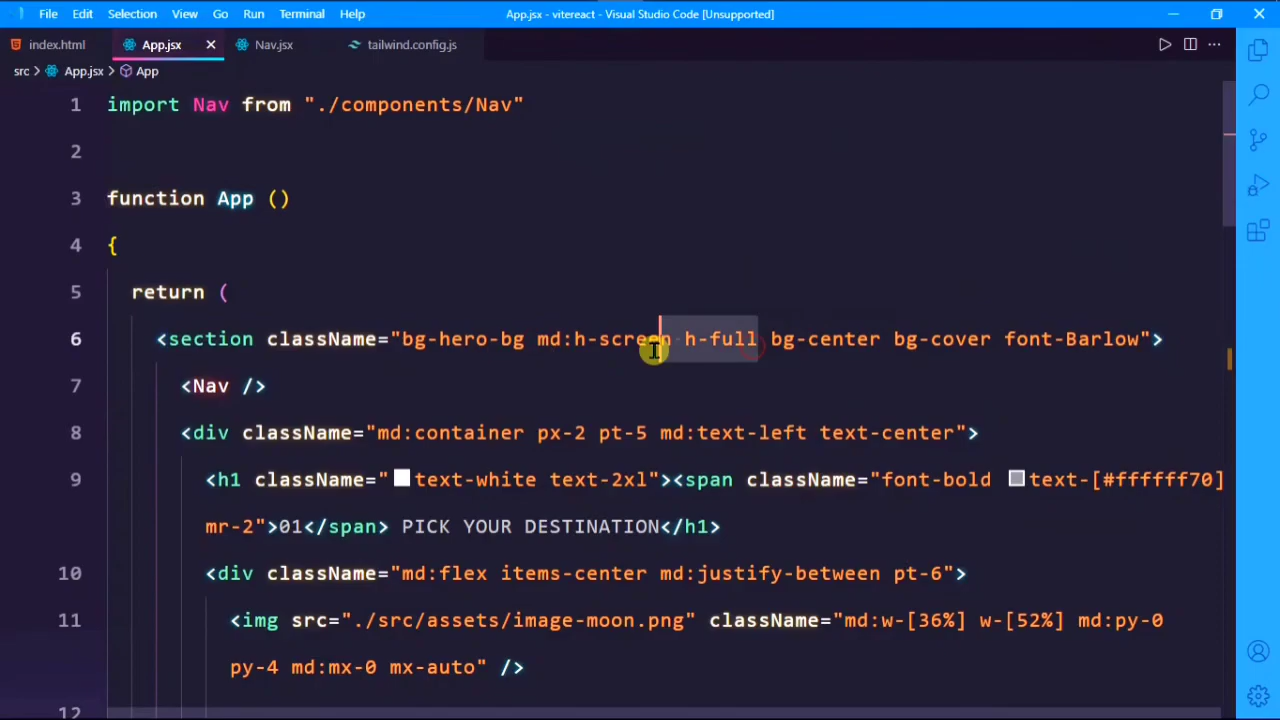 File Edit Selection View Go Run Terminal Help App.jsx - vitereact - Visual Studio Code [Unsupported]
index.html App.jsx Nav.jsx tailwind.config.js
src App.jsx App
1 import Nav from "./components/Nav"
2
3 function App ()
4 {
5 return (
6 <section className="bg-hero-bg md:h-screen h-full bg-center bg-cover font-Barlow">
7 <Nav />
8 <div className="md:container px-2 pt-5 md:text-left text-center">
9 <h1 className="text-white text-2xl"><span className="font-bold text-[#ffffff70]
mr-2">01</span> PICK YOUR DESTINATION</h1>
10 <div className="md:flex items-center md:justify-between pt-6">
11 <img src="./src/assets/image-moon.png" className="md:w-[36%] w-[52%] md:py-0
py-4 md:mx-0 mx-auto" />
12